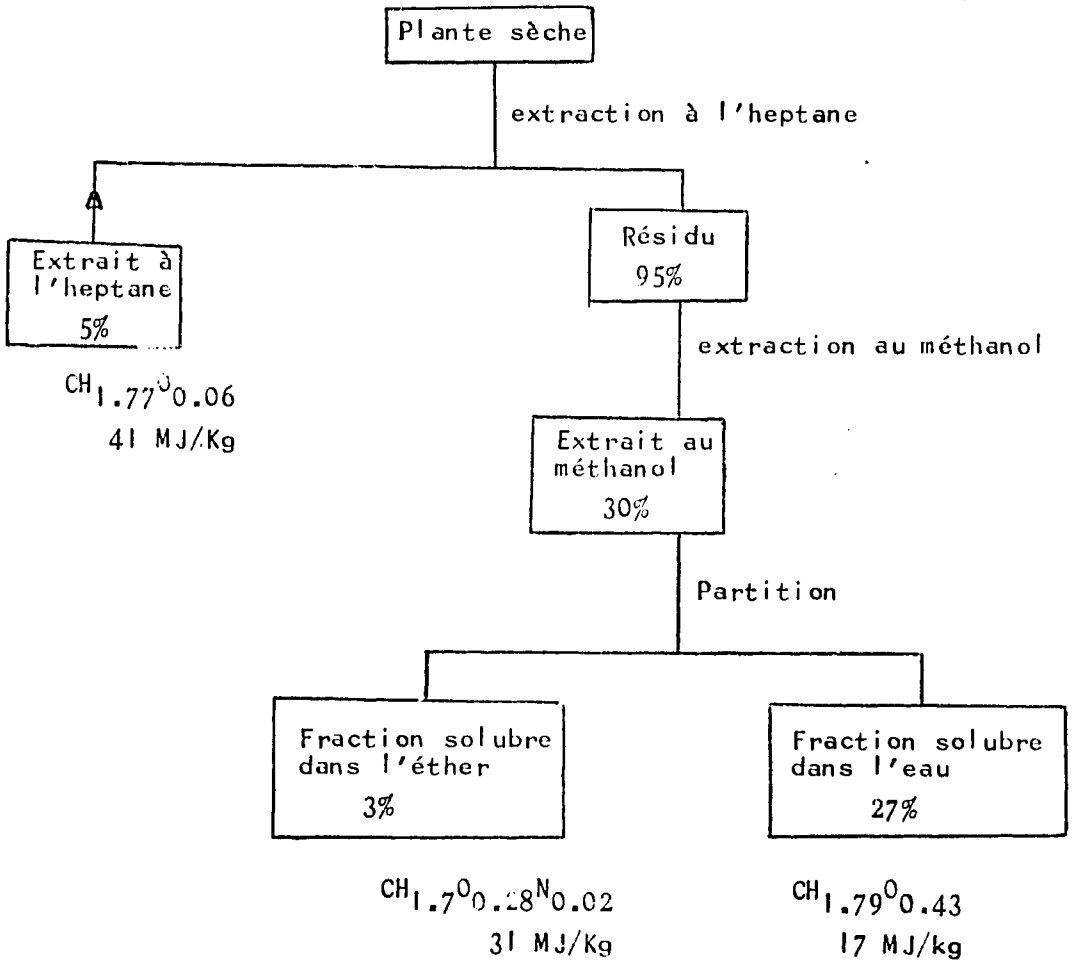 Plante sèche
extraction à l'heptane
Extrait à
l'heptane
5%
CH1.77O0.06
41 MJ/Kg
Résidu
95%
extraction au méthanol
Extrait au
méthanol
30%
Partition
Fraction solubre
dans l'éther
3%
CH1.7O0.28N0.02
31 MJ/Kg
Fraction solubre
dans l'eau
27%
CH1.79O0.43
17 MJ/kg